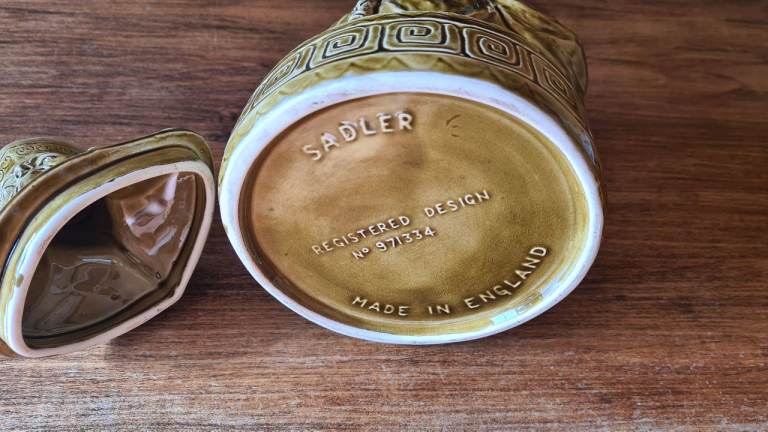 SADLER
REGISTERED DESIGN
Nº 971334
MADE IN ENGLAND